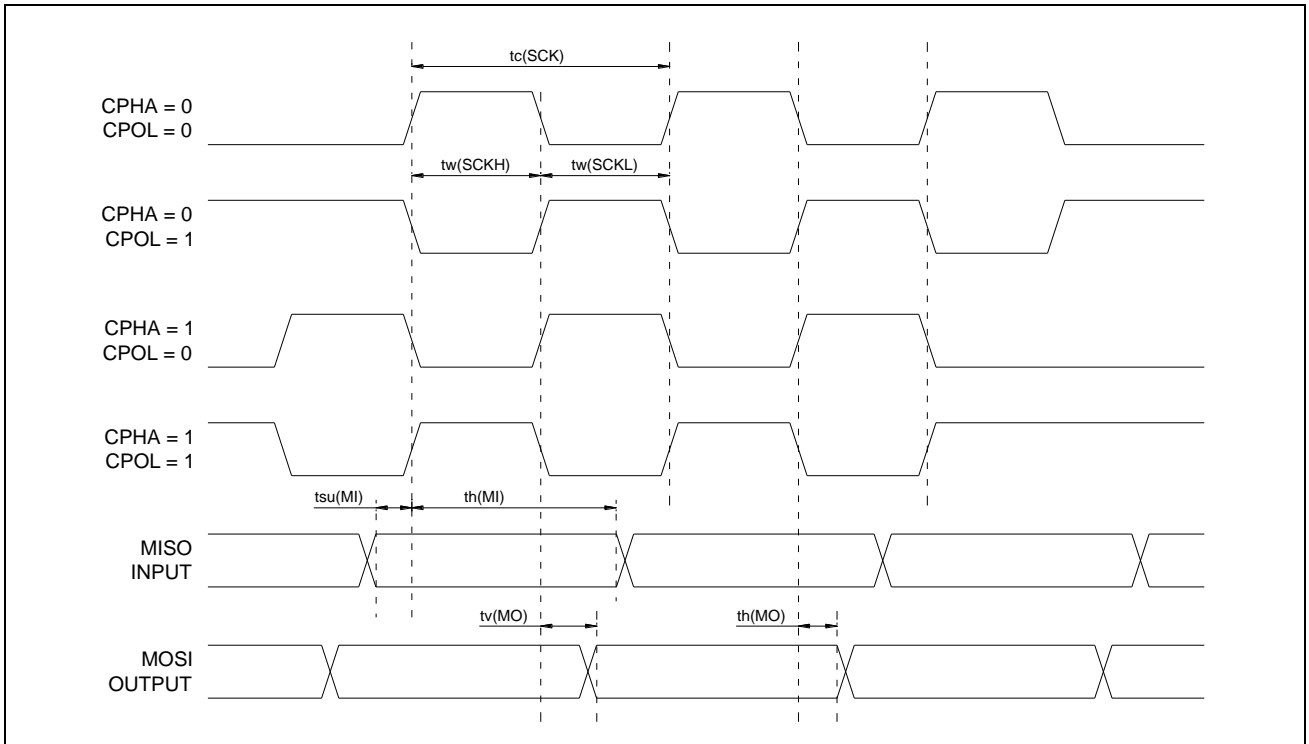 tc(SCK)
CPHA = 0
CPOL = 0
tw(SCKH)
tw(SCKL)
CPHA = 0
CPOL = 1
CPHA = 1
CPOL = 0
CPHA = 1
CPOL = 1
tsu(MI)
th(MI)
MISO
INPUT
tv(MO)
th(MO)
MOSI
OUTPUT